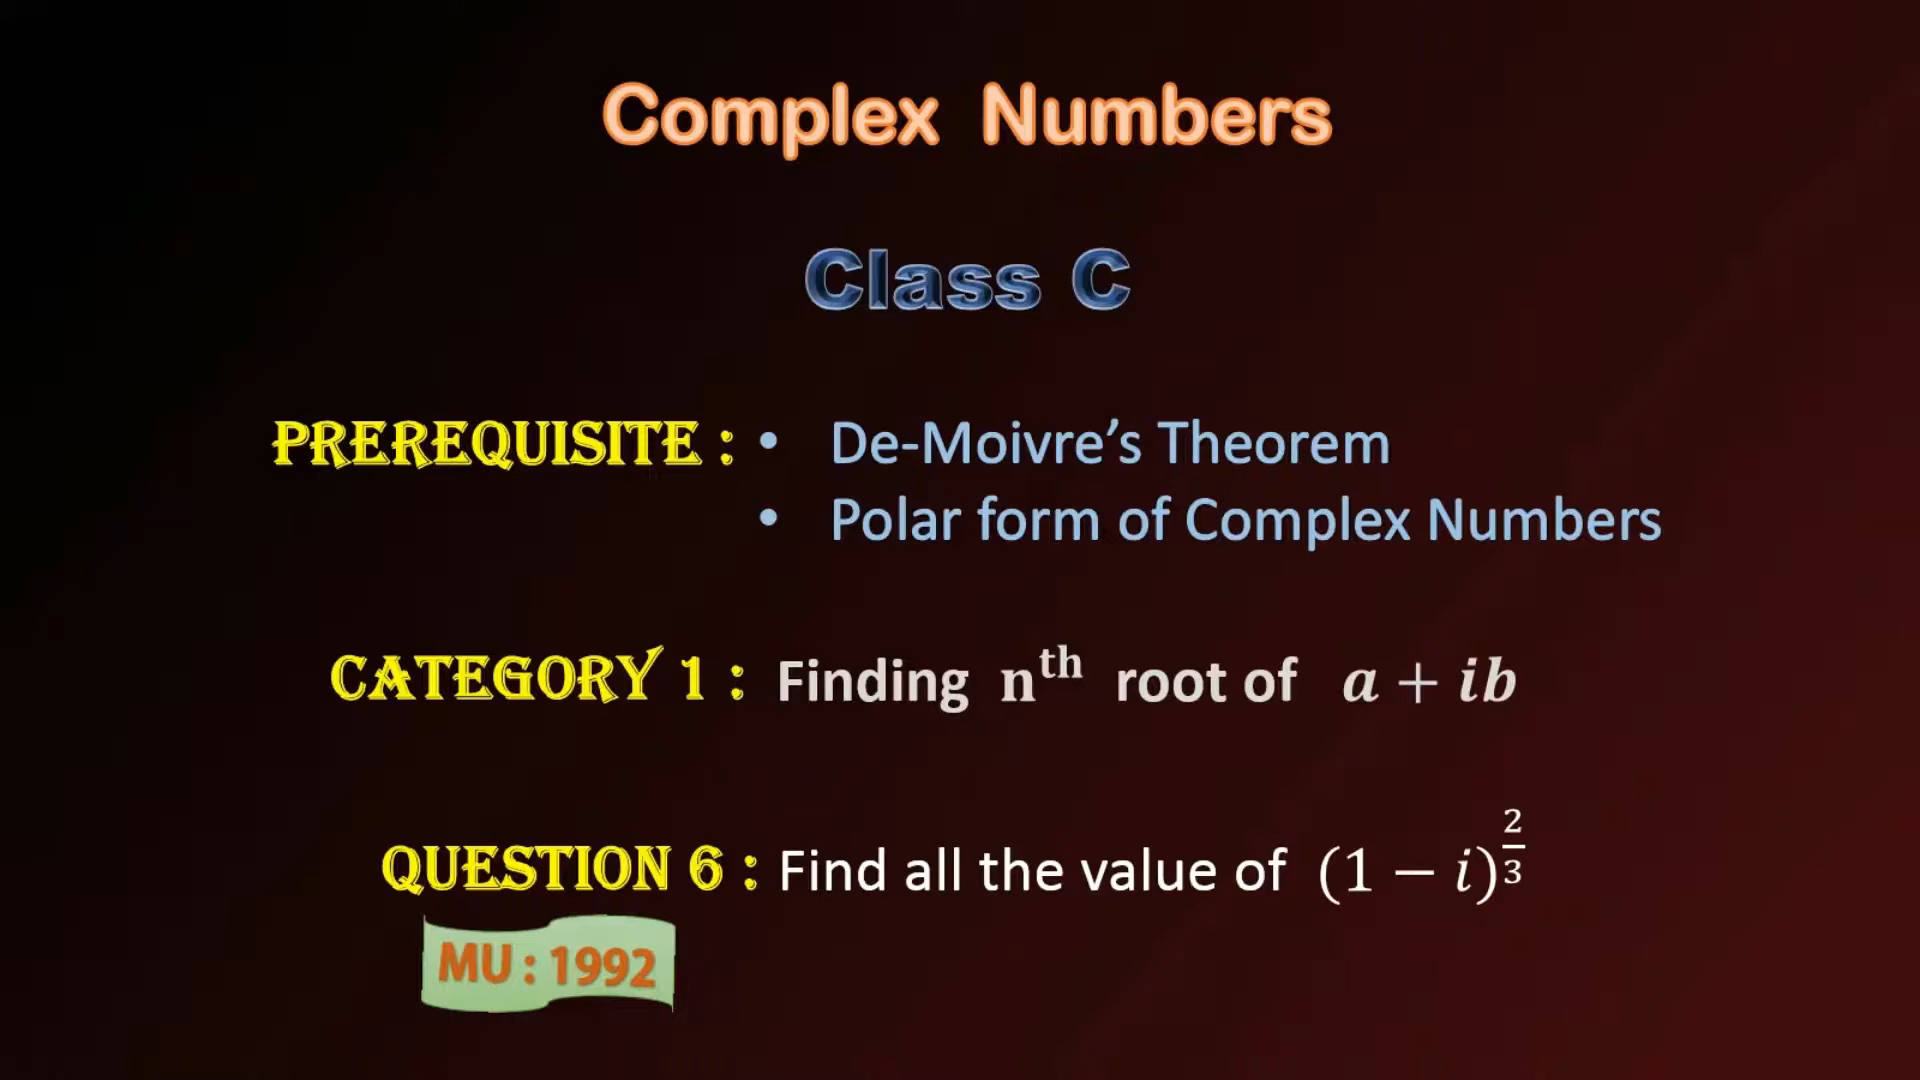 Complex Numbers
Class C
PREREQUISITE : • De-Moivre’s Theorem
• Polar form of Complex Numbers
CATEGORY 1 : Finding nᵗʰ root of a + ib
QUESTION 6 : Find all the value of (1 − i)^(2/3)
MU : 1992